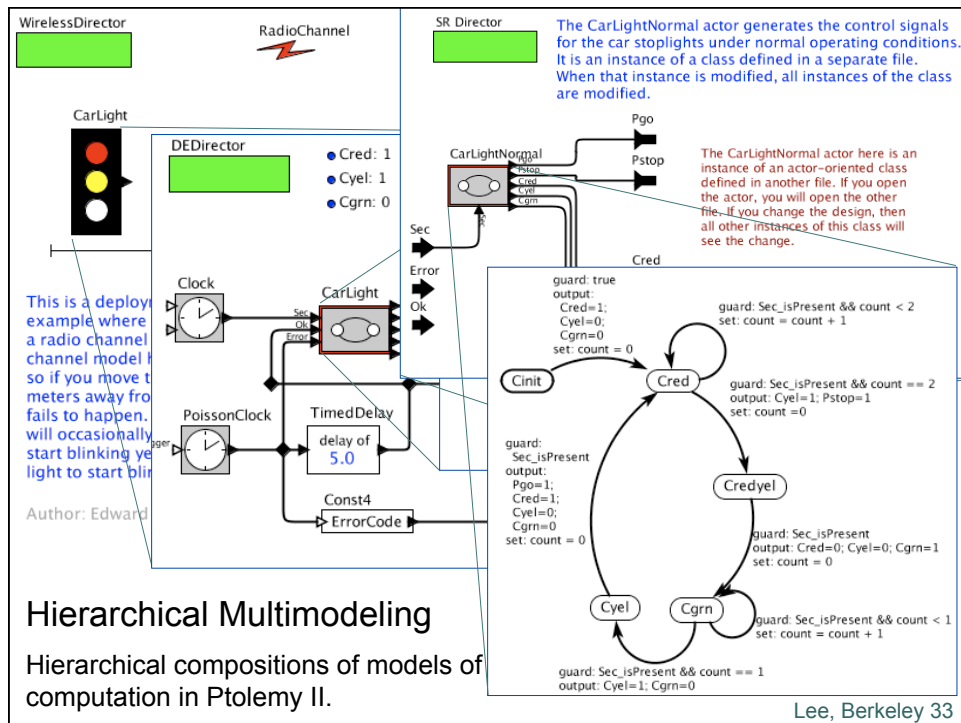 WirelessDirector
RadioChannel
CarLight
This is a deploym
example where
a radio channel
channel model h
so if you move t
meters away fro
fails to happen.
will occasionally
start blinking ye
light to start blin
Author: Edward
DEDirector
Cred: 1
Cyel: 1
Cgrn: 0
Clock
CarLight
Sec
Ok
Error
PoissonClock
gger
TimedDelay
delay of
5.0
Const4
ErrorCode
SR Director
The CarLightNormal actor generates the control signals
for the car stoplights under normal operating conditions.
It is an instance of a class defined in a separate file.
When that instance is modified, all instances of the class
are modified.
CarLightNormal
Pgo
Pstop
Cred
Cyel
Cgrn
Sec
Pgo
Pstop
The CarLightNormal actor here is an
instance of an actor-oriented class
defined in another file. If you open
the actor, you will open the other
file. If you change the design, then
all other instances of this class will
see the change.
Sec
Error
Ok
Cred
guard: true
output:
Cred=1;
Cyel=0;
Cgrn=0
set: count = 0
guard: Sec_isPresent && count < 2
set: count = count + 1
Cinit
Cred
guard: Sec_isPresent && count == 2
output: Cyel=1; Pstop=1
set: count =0
guard:
Sec_isPresent
output:
Pgo=1;
Cred=1;
Cyel=0;
Cgrn=0
set: count = 0
Credyel
guard: Sec_isPresent
output: Cred=0; Cyel=0; Cgrn=1
set: count = 0
Cyel
Cgrn
guard: Sec_isPresent && count < 1
set: count = count + 1
guard: Sec_isPresent && count == 1
output: Cyel=1; Cgrn=0
Hierarchical Multimodeling
Hierarchical compositions of models of
computation in Ptolemy II.
Lee, Berkeley 33